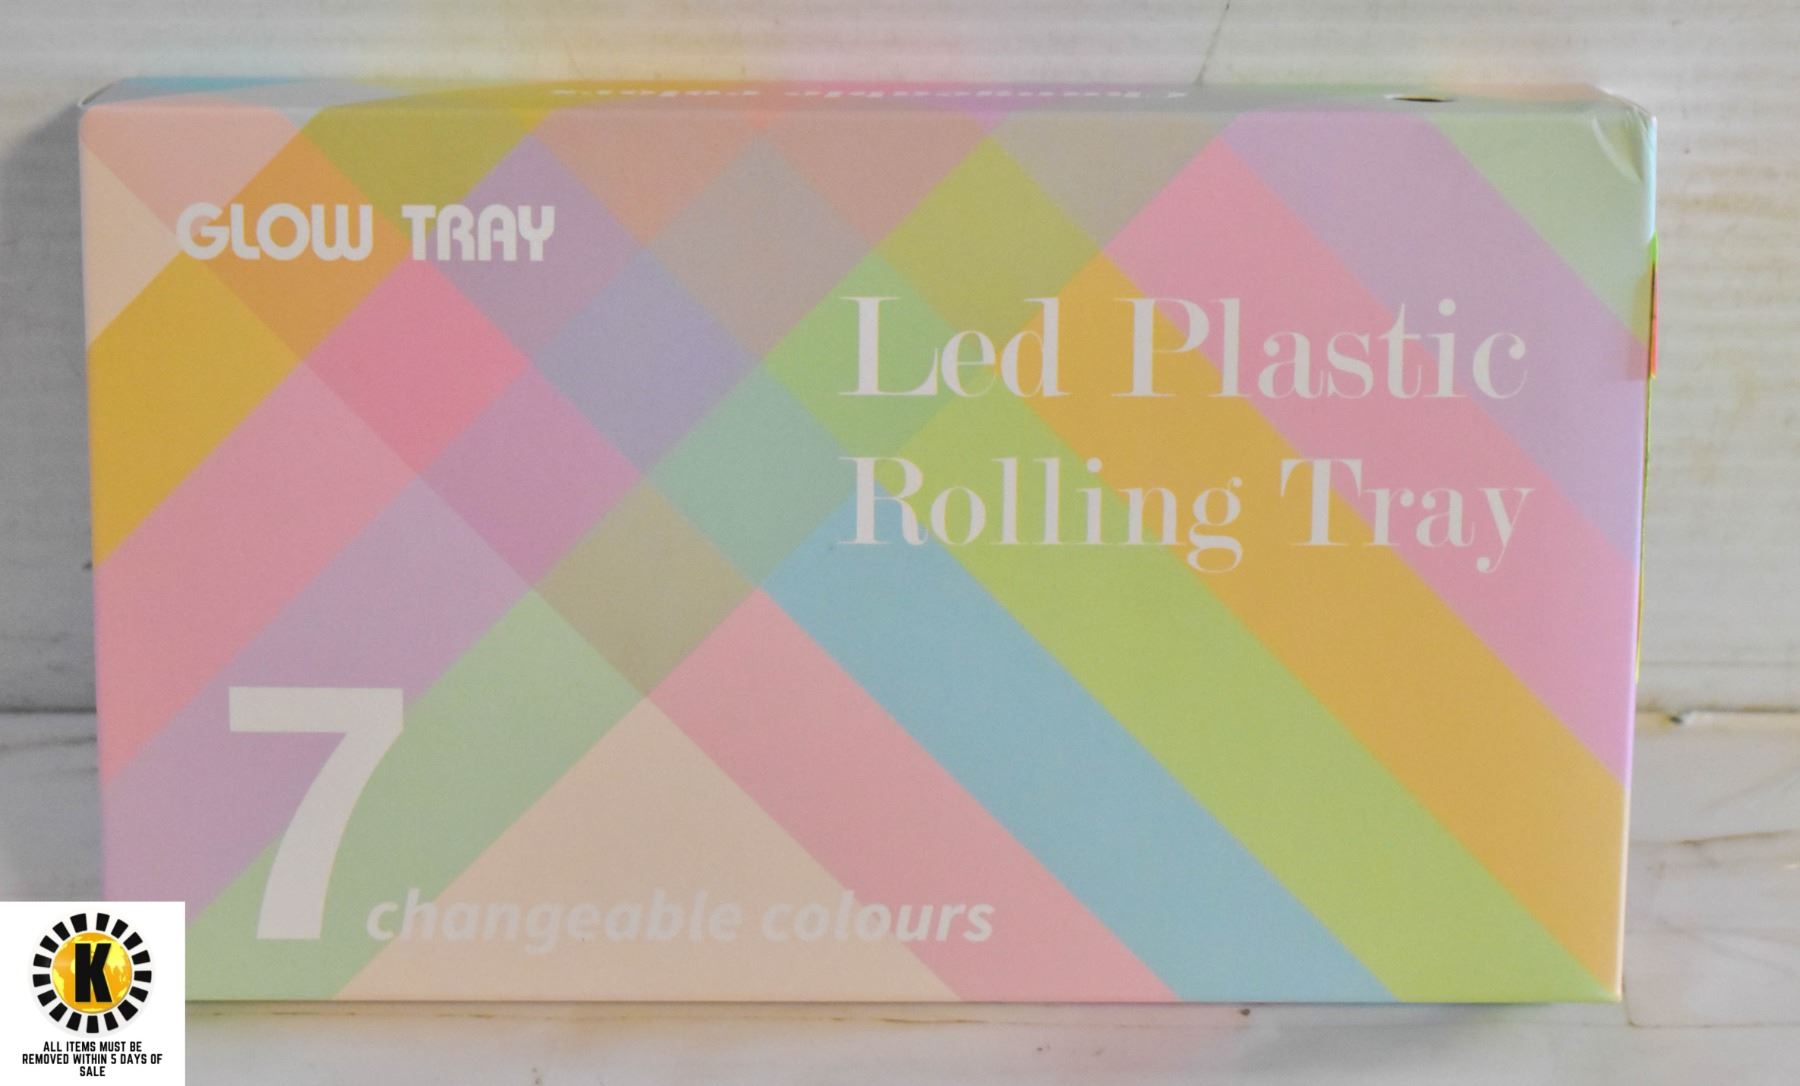 GLOW TRAY
Led Plastic
Rolling Tray
7 changeable colours
K
ALL ITEMS MUST BE
REMOVED WITHIN 5 DAYS OF
SALE